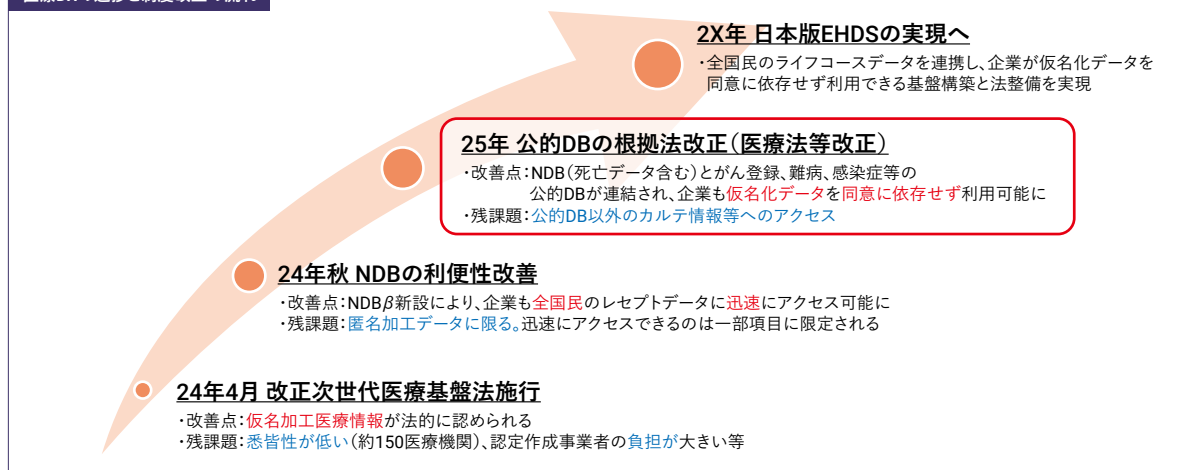 2X年 日本版EHDSの実現へ
・全国民のライフコースデータを連携し、企業が仮名化データを
同意に依存せず利用できる基盤構築と法整備を実現
25年 公的DBの根拠法改正（医療法等改正）
・改善点：NDB（死亡データ含む）とがん登録、難病、感染症等の
公的DBが連結され、企業も仮名化データを同意に依存せず利用可能に
・残課題：公的DB以外のカルテ情報等へのアクセス
24年秋 NDBの利便性改善
・改善点：NDBβ新設により、企業も全国民のレセプトデータに迅速にアクセス可能に
・残課題：匿名加工データに限る。迅速にアクセスできるのは一部項目に限定される
24年4月 改正次世代医療基盤法施行
・改善点：仮名加工医療情報が法的に認められる
・残課題：悉皆性が低い（約150医療機関）、認定作成事業者の負担が大きい等